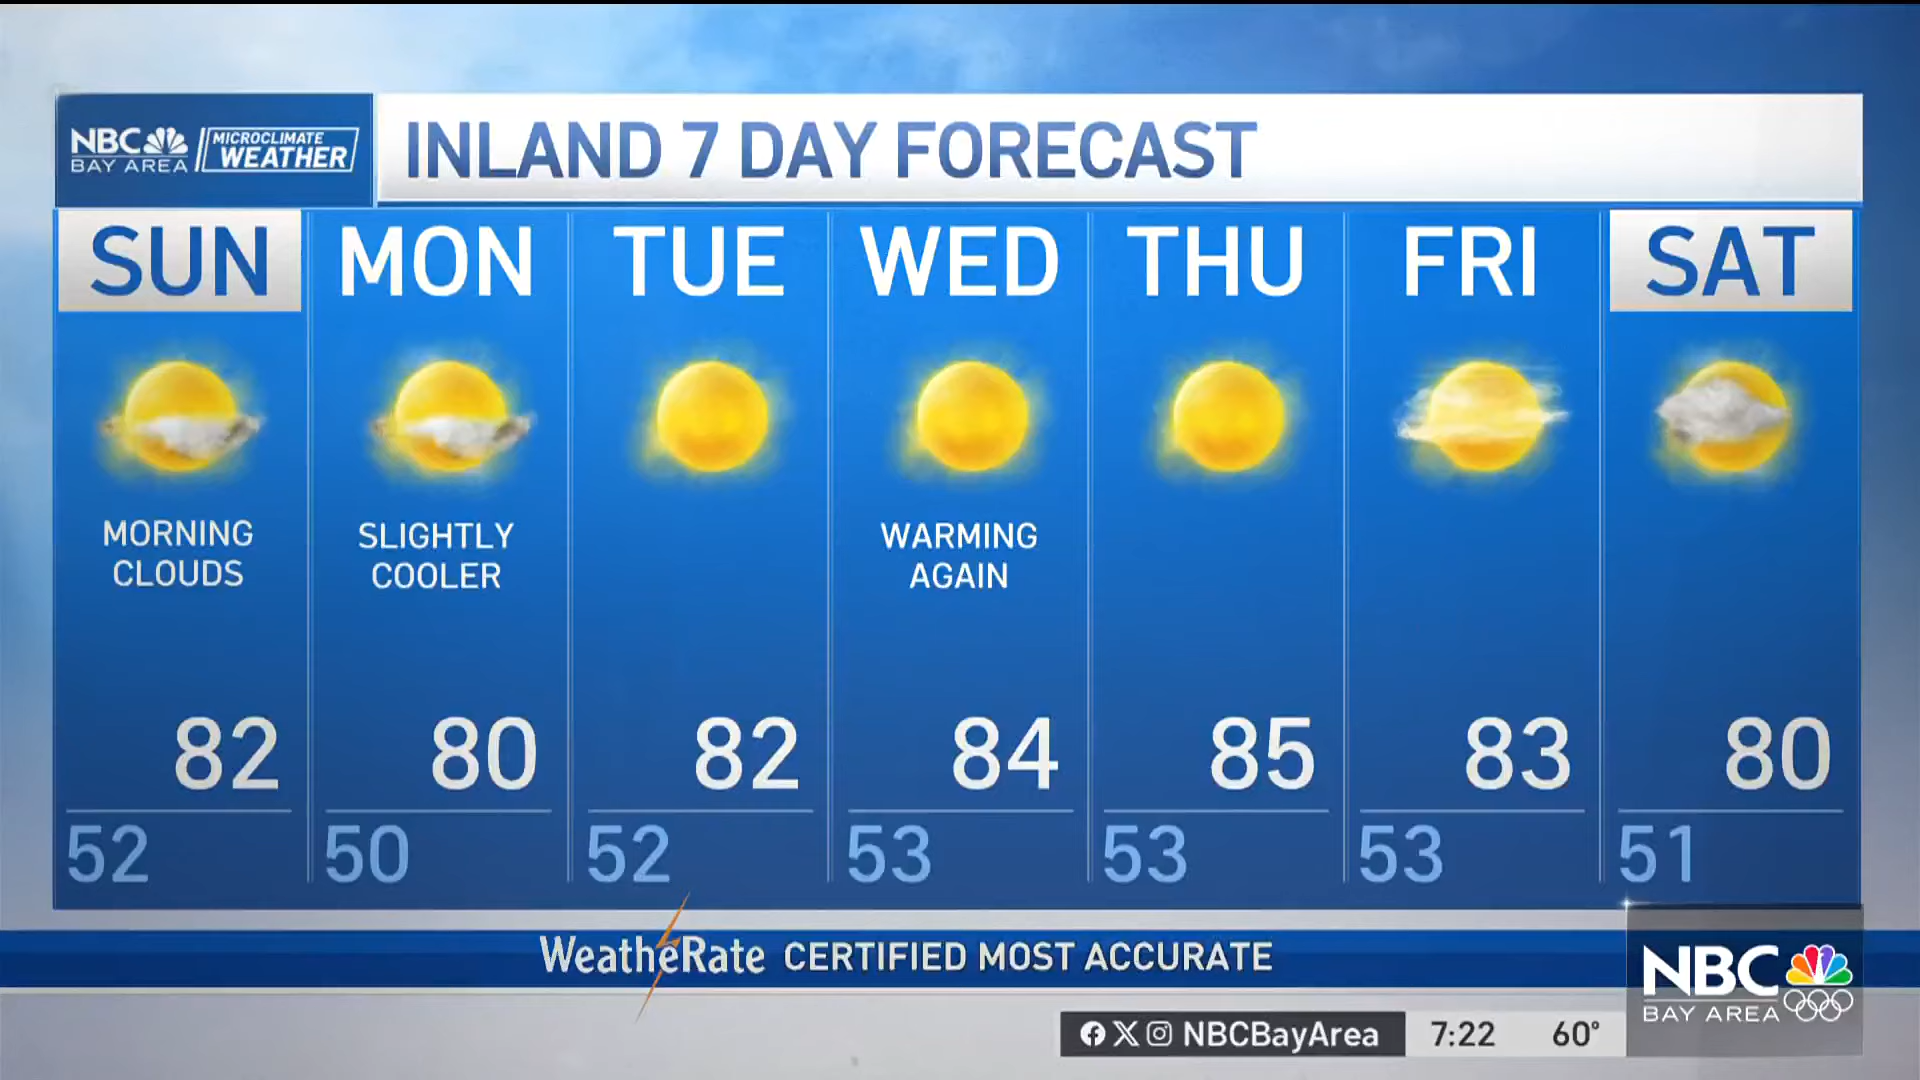 NBC
BAY AREA
MICROCLIMATE
WEATHER
INLAND 7 DAY FORECAST
SUN
MON
TUE
WED
THU
FRI
SAT
MORNING
CLOUDS
SLIGHTLY
COOLER
WARMING
AGAIN
82
80
82
84
85
83
80
52
50
52
53
53
53
51
WeatheRate CERTIFIED MOST ACCURATE
NBC
BAY AREA
NBCBayArea
7:22
60°